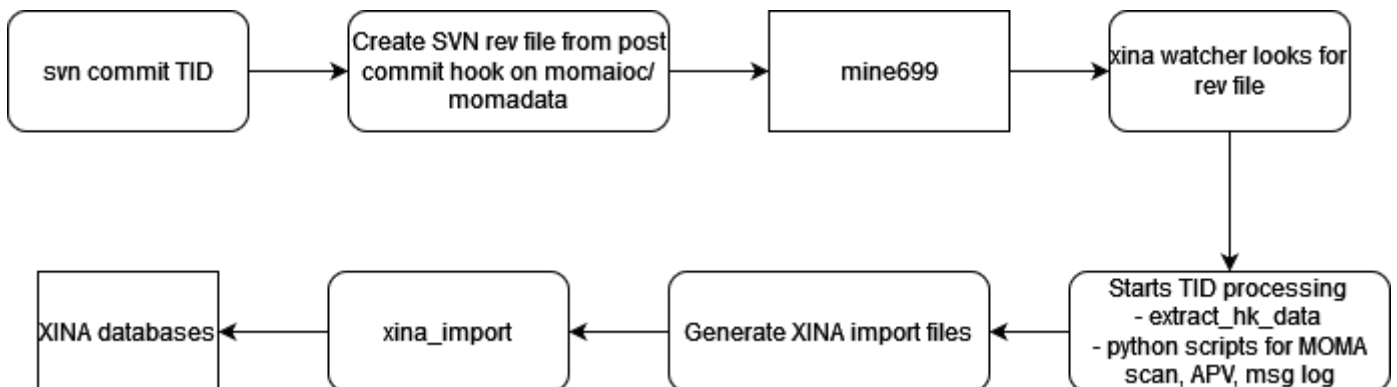 svn commit TID
Create SVN rev file from post
commit hook on momaioc/
momadata
mine699
xina watcher looks for
rev file
Starts TID processing
- extract_hk_data
- python scripts for MOMA
scan, APV, msg log
Generate XINA import files
xina_import
XINA databases